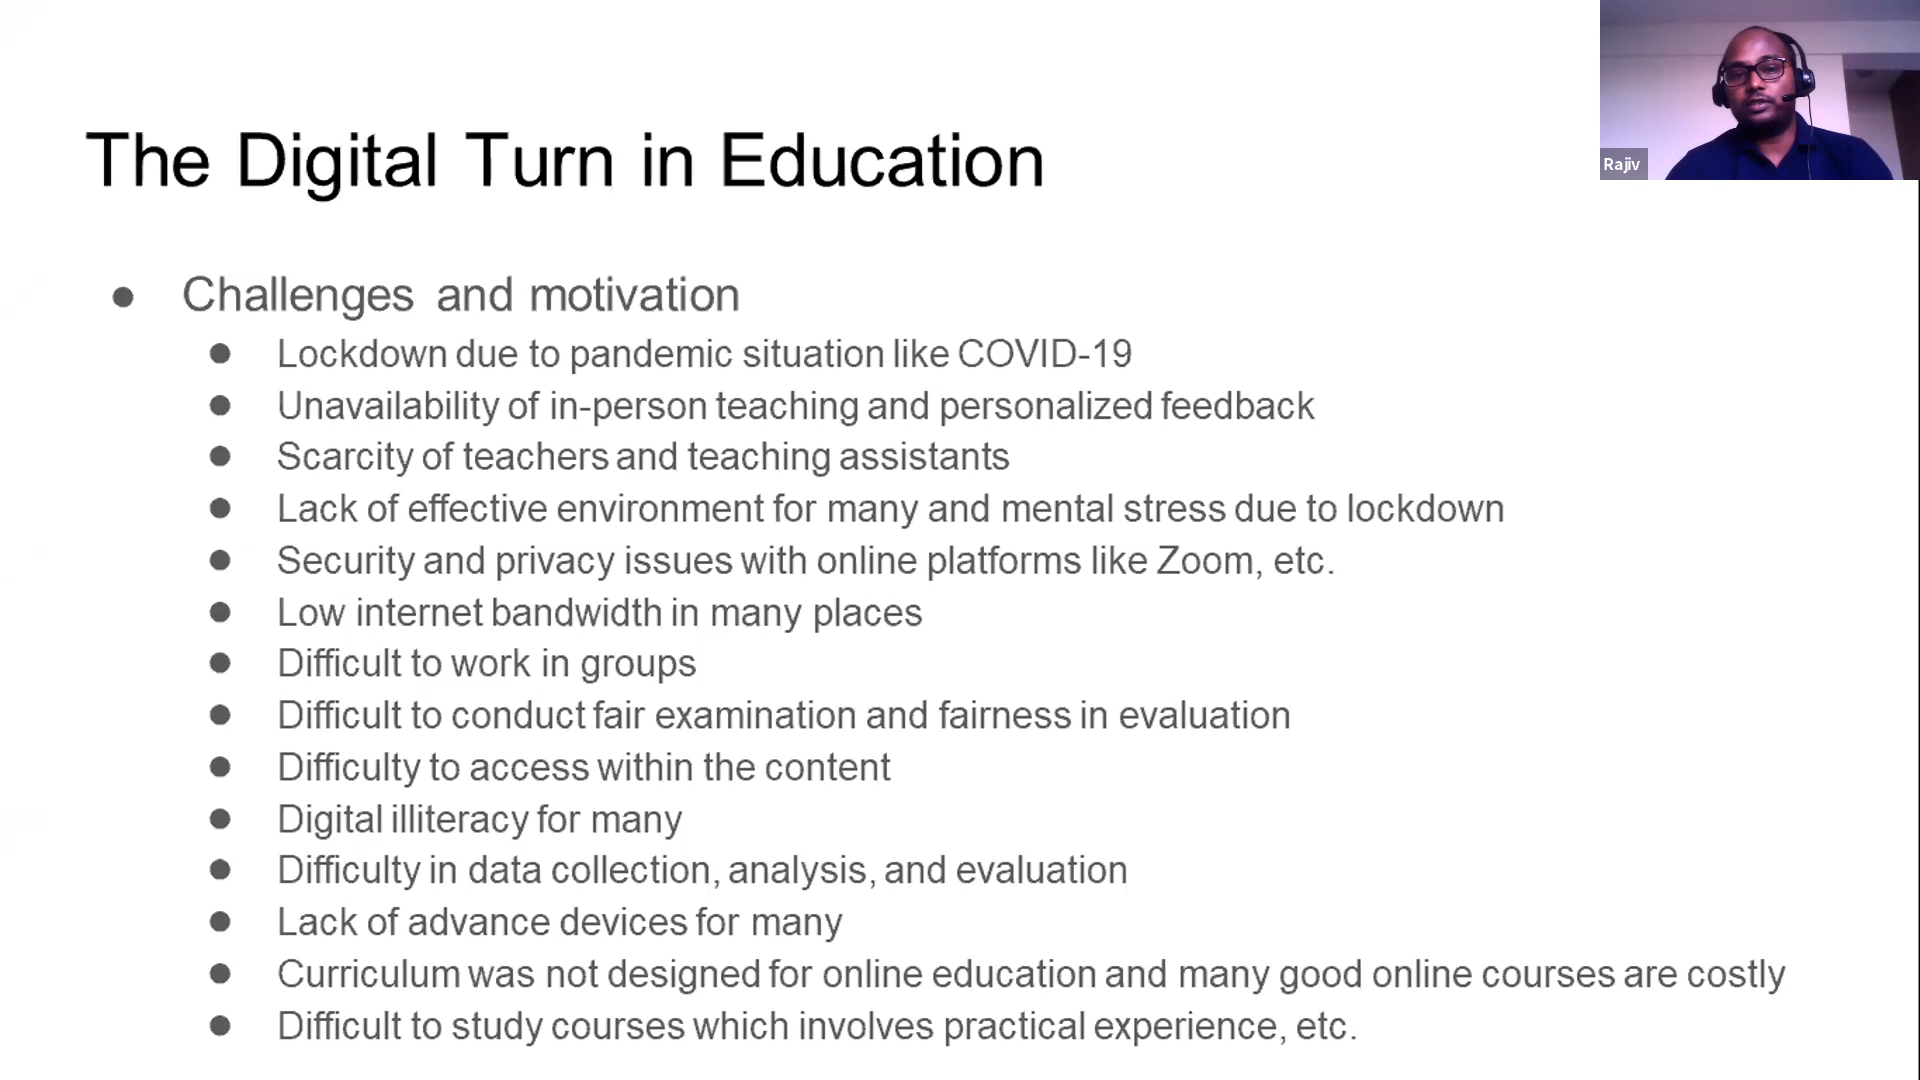 The Digital Turn in Education
Rajiv
Challenges and motivation
Lockdown due to pandemic situation like COVID-19
Unavailability of in-person teaching and personalized feedback
Scarcity of teachers and teaching assistants
Lack of effective environment for many and mental stress due to lockdown
Security and privacy issues with online platforms like Zoom, etc.
Low internet bandwidth in many places
Difficult to work in groups
Difficult to conduct fair examination and fairness in evaluation
Difficulty to access within the content
Digital illiteracy for many
Difficulty in data collection, analysis, and evaluation
Lack of advance devices for many
Curriculum was not designed for online education and many good online courses are costly
Difficult to study courses which involves practical experience, etc.